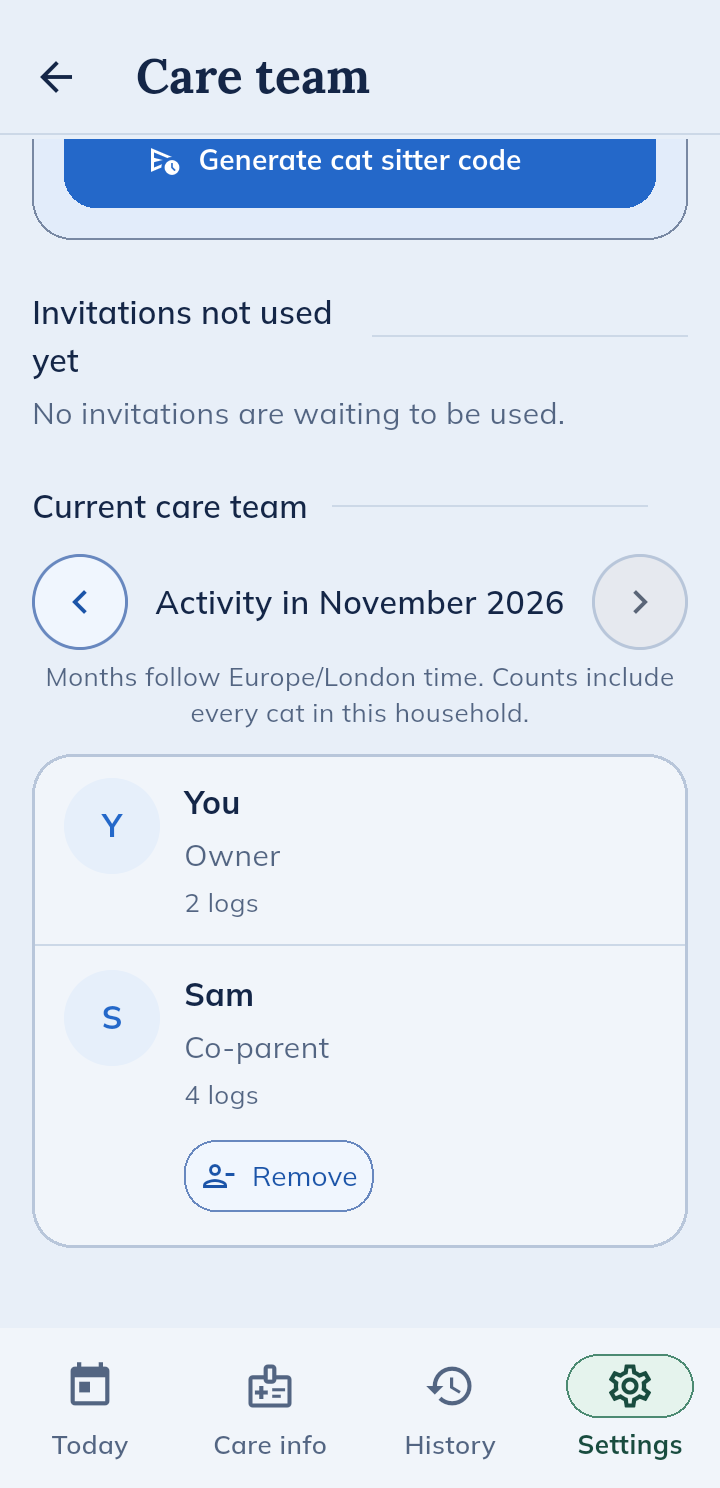 Care team
Generate cat sitter code
Invitations not used
yet
No invitations are waiting to be used.
Current care team
Activity in November 2026
Months follow Europe/London time. Counts include
every cat in this household.
Y
You
Owner
2 logs
S
Sam
Co-parent
4 logs
Remove
Today
Care info
History
Settings